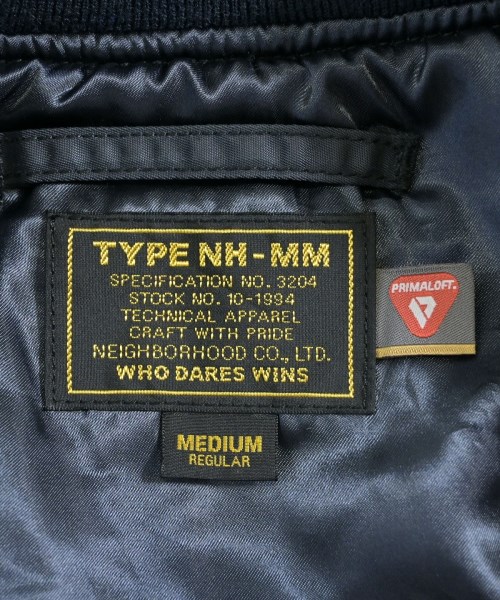 TYPE NH-MM
SPECIFICATION NO. 3204
STOCK NO. 10-1994
TECHNICAL APPAREL
CRAFT WITH PRIDE
NEIGHBORHOOD CO., LTD.
WHO DARES WINS
PRIMALOFT.
MEDIUM
REGULAR